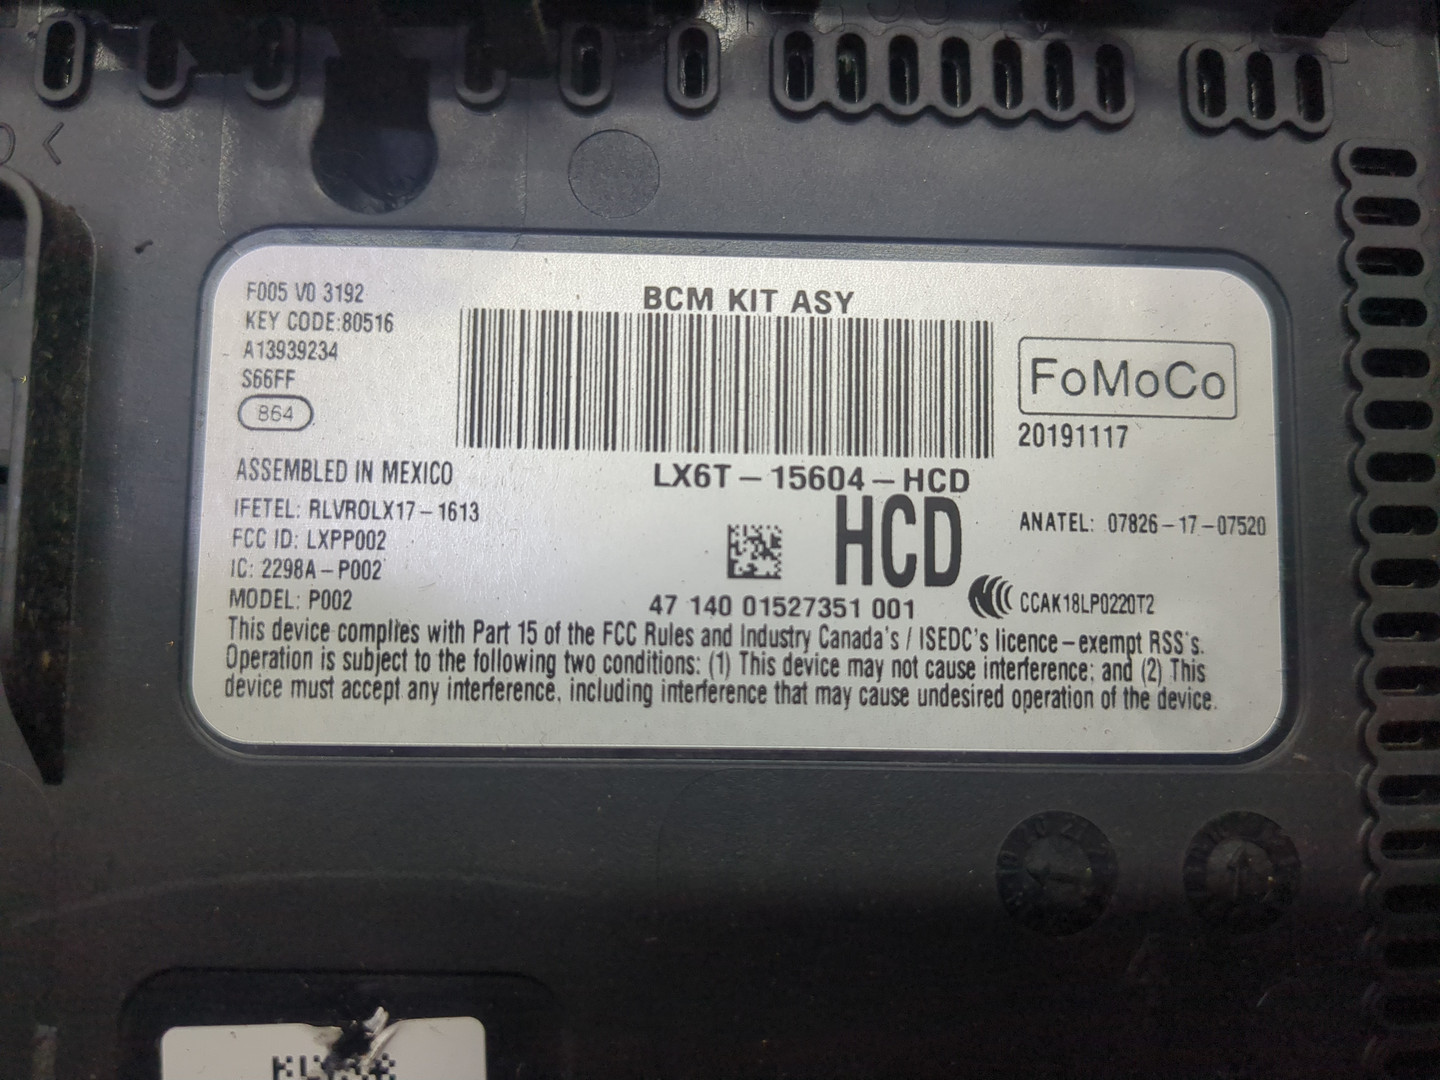 F005 V0 3192
KEY CODE:80516
A13939234
S66FF
864
BCM KIT ASY
FoMoCo
20191117
ASSEMBLED IN MEXICO
LX6T-15604-HCD
HCD
IFETEL: RLVROLX17-1613
FCC ID: LXPP002
IC: 2298A-P002
MODEL: P002
ANATEL: 07826-17-07520
47 140 01527351 001
CCAK18LP0220T2
This device complies with Part 15 of the FCC Rules and Industry Canada's / ISEDC's licence-exempt RSS's.
Operation is subject to the following two conditions: (1) This device may not cause interference; and (2) This
device must accept any interference, including interference that may cause undesired operation of the device.